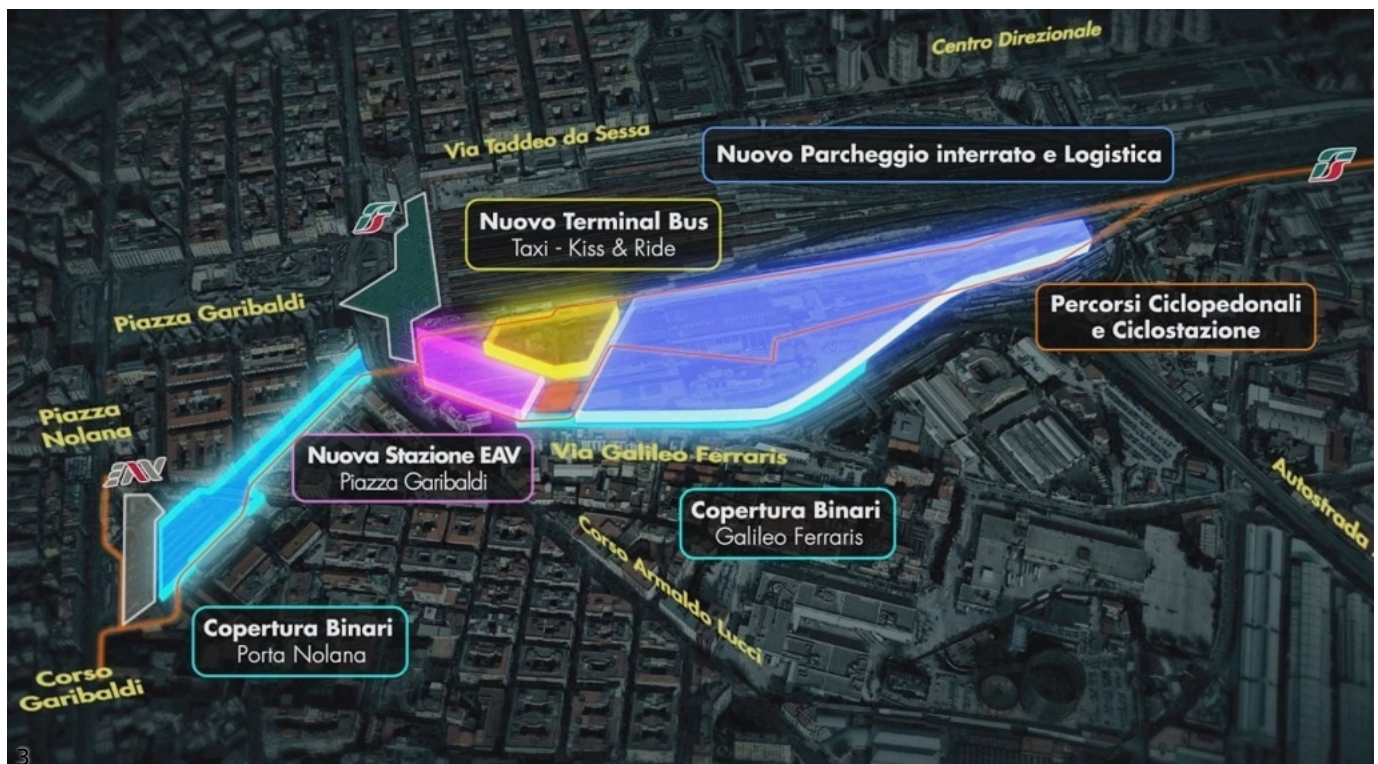 Centro Direzionale
Via Taddeo da Sessa
Nuovo Parcheggio interrato e Logistica
Nuovo Terminal Bus
Taxi - Kiss & Ride
Piazza Garibaldi
Percorsi Ciclopedonali
e Ciclostazione
Piazza
Nolana
EAV
Nuova Stazione EAV
Piazza Garibaldi
Via Galileo Ferraris
Copertura Binari
Galileo Ferraris
Autostrada
Corso Arnaldo Lucci
Copertura Binari
Porta Nolana
Corso
Garibaldi
3